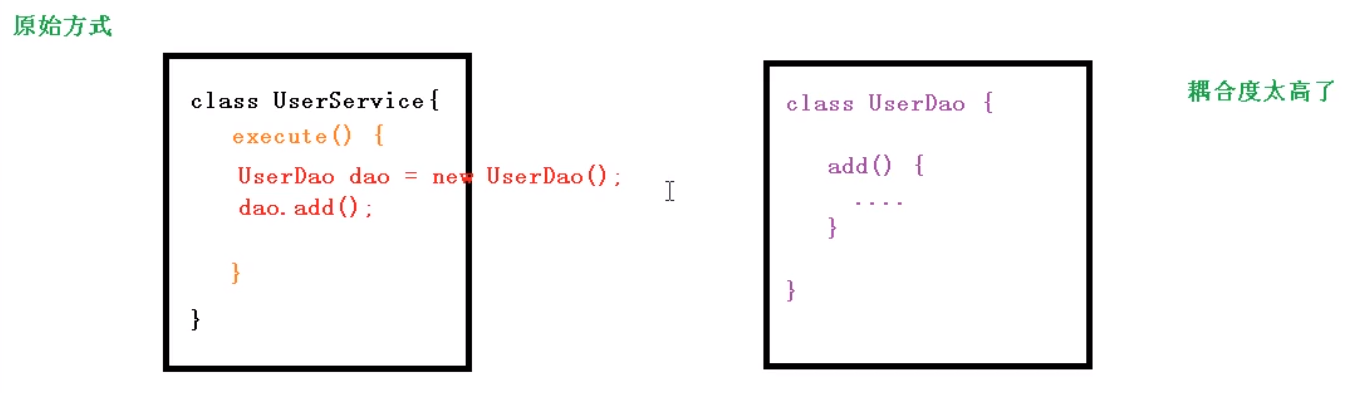 原始方式
class UserService{
execute() {
UserDao dao = new UserDao();
dao.add();
}
}
class UserDao {
add() {
....
}
}
耦合度太高了